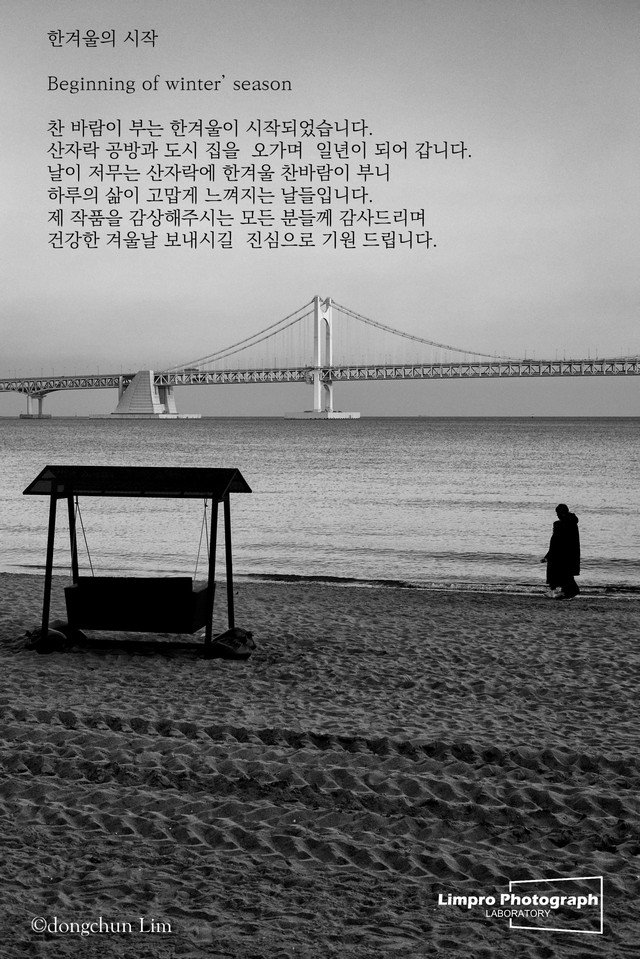 한겨울의 시작
Beginning of winter' season
찬 바람이 부는 한겨울이 시작되었습니다.
산자락 공방과 도시 집을 오가며 일년이 되어 갑니다.
날이 저무는 산자락에 한겨울 찬바람이 부니
하루의 삶이 고맙게 느껴지는 날들입니다.
제 작품을 감상해주시는 모든 분들께 감사드리며
건강한 겨울날 보내시길 진심으로 기원 드립니다.
Limpro Photograph
LABORATORY
©dongchun Lim